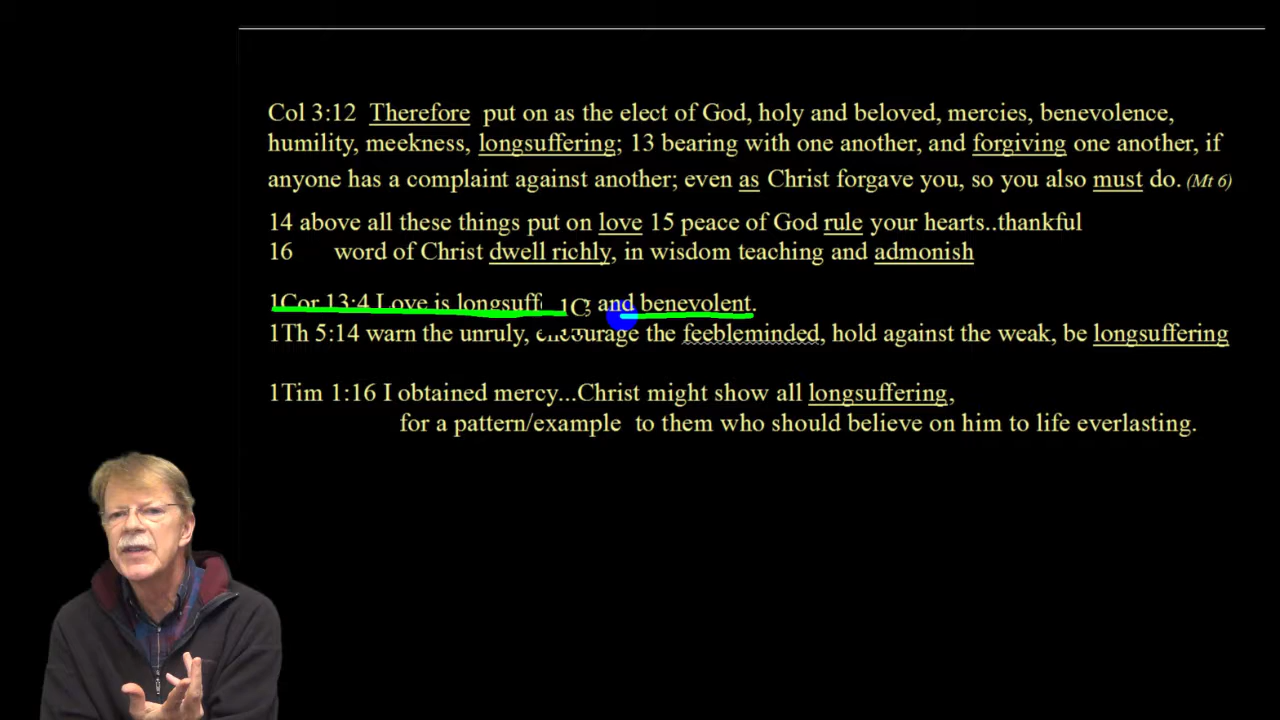 Col 3:12 Therefore put on as the elect of God, holy and beloved, mercies, benevolence,
humility, meekness, longsuffering; 13 bearing with one another, and forgiving one another, if
anyone has a complaint against another; even as Christ forgave you, so you also must do. (Mt 6)
14 above all these things put on love 15 peace of God rule your hearts..thankful
16 word of Christ dwell richly, in wisdom teaching and admonish
1Cor 13:4 Love is and benevolent.
1Th 5:14 warn the unruly, the feebleminded, hold against the weak, be longsuffering
1Tim 1:16 I obtained mercy...Christ might show all longsuffering,
for a pattern/example to them who should believe on him to life everlasting.